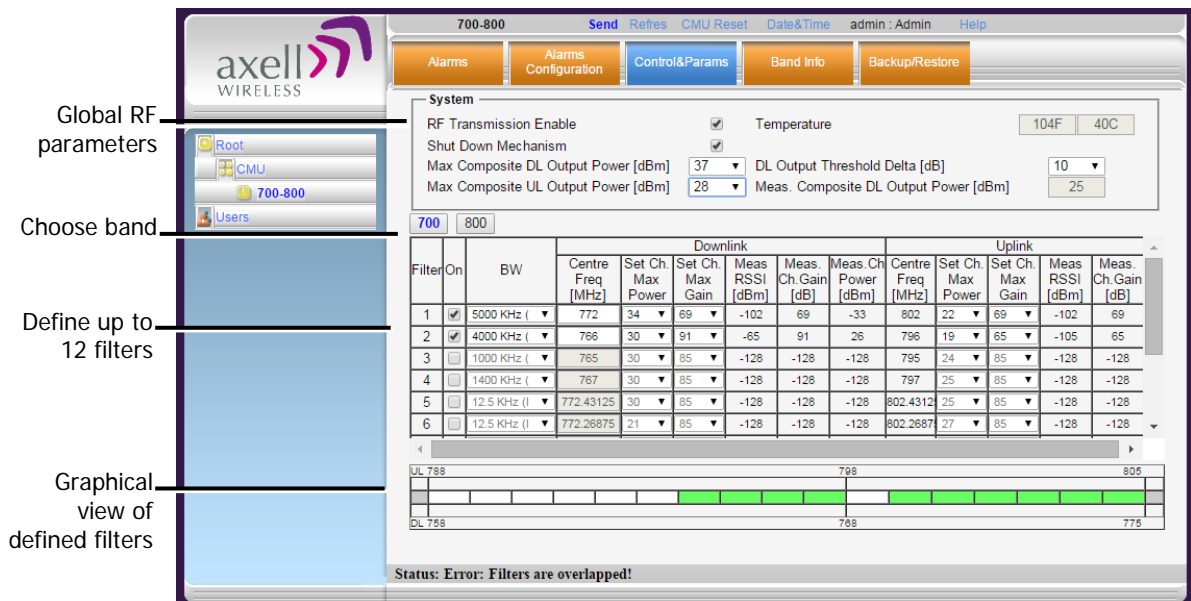 axell
WIRELESS
700-800 Send Refres CMU Reset Date&Time admin : Admin Help
Alarms
Alarms Configuration
Control&Params
Band Info
Backup/Restore
Global RF
parameters
Choose band
Define up to
12 filters
Graphical
view of
defined filters
Root
CMU
700-800
Users
System
RF Transmission Enable Temperature 104F 40C
Shut Down Mechanism
Max Composite DL Output Power [dBm] 37 DL Output Threshold Delta [dB] 10
Max Composite UL Output Power [dBm] 28 Meas. Composite DL Output Power [dBm] 25
700 800
Downlink Uplink
Filter On BW Centre Freq [MHz] Set Ch. Max Power Set Ch. Max Gain Meas RSSI [dBm] Meas. Ch.Gain [dB] Meas.Ch Power [dBm] Centre Freq [MHz] Set Ch. Max Power Set Ch. Max Gain Meas RSSI [dBm] Meas. Ch.Gain [dB]
1 5000 KHz ( 772 34 69 -102 69 -33 802 22 69 -102 69
2 4000 KHz ( 766 30 91 -65 91 26 796 19 65 -105 65
3 1000 KHz ( 765 30 85 -128 -128 -128 795 24 85 -128 -128
4 1400 KHz ( 767 30 85 -128 -128 -128 797 25 85 -128 -128
5 12.5 KHz (I 772.43125 30 85 -128 -128 -128 802.4312 25 85 -128 -128
6 12.5 KHz (I 772.26875 21 85 -128 -128 -128 802.2687 27 85 -128 -128
UL 788 798 805
DL 758 768 775
Status: Error: Filters are overlapped!